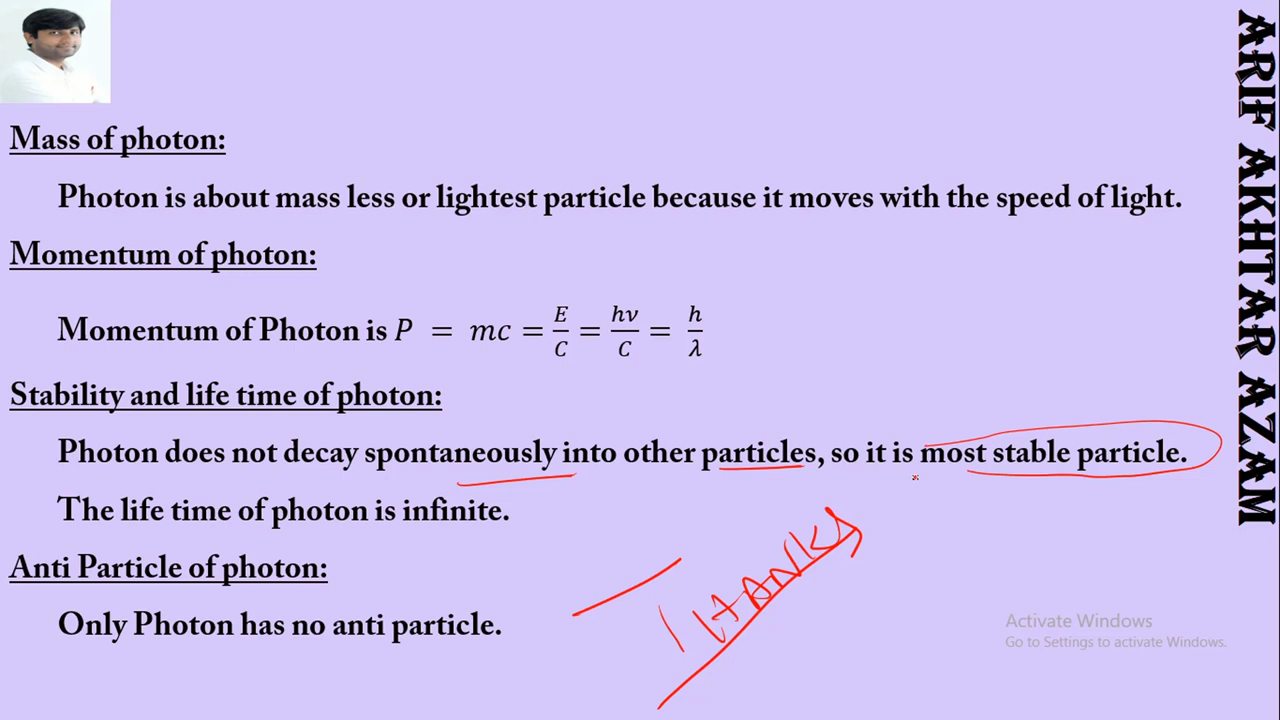 Mass of photon:
Photon is about mass less or lightest particle because it moves with the speed of light.
Momentum of photon:
Momentum of Photon is P = mc = E/C = hν/C = h/λ
Stability and life time of photon:
Photon does not decay spontaneously into other particles, so it is most stable particle.
The life time of photon is infinite.
Anti Particle of photon:
Only Photon has no anti particle.
THANKS
ARIF AKHTAR AZAM
Activate Windows
Go to Settings to activate Windows.